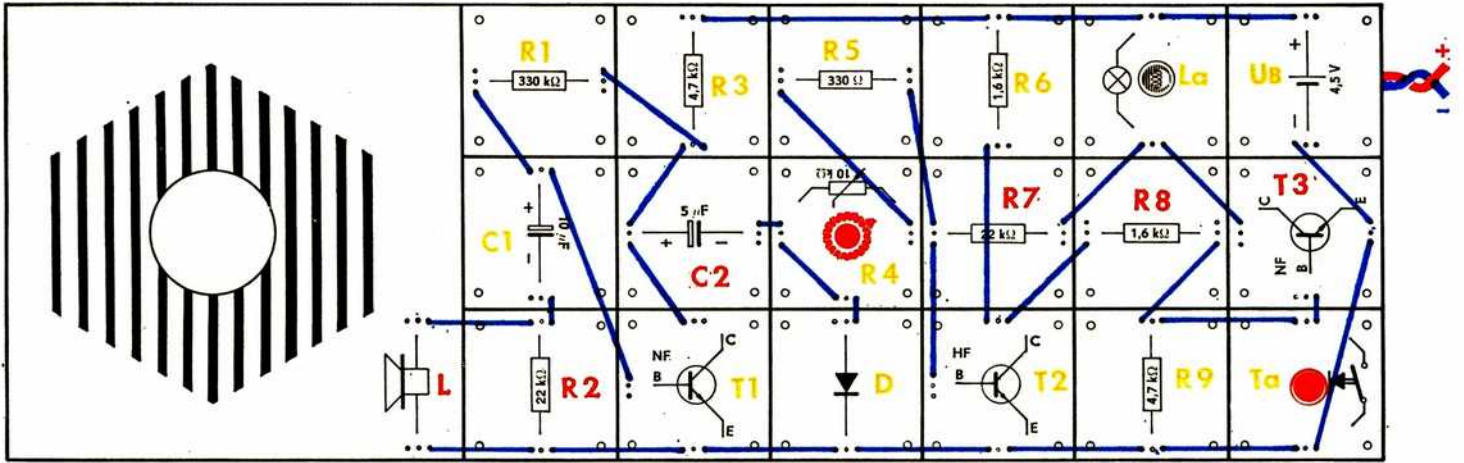 R1
330 kΩ
4,7 kΩ
R3
R5
330 Ω
1,6 kΩ
R6
La
UB
+
−
4,5 V
+
−
C1
+
−
10 µF
5 µF
+
−
C2
10 kΩ
R4
R7
22 kΩ
R8
1,6 kΩ
T3
C
E
NF
B
L
22 kΩ
R2
NF
B
C
E
T1
D
HF
B
C
E
T2
4,7 kΩ
R9
Ta